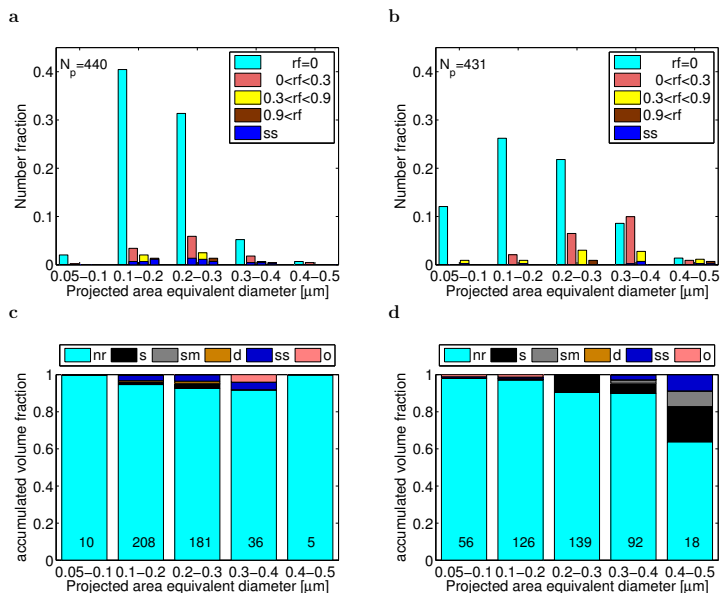 a
N_p=440
rf=0
0<rf<0.3
0.3<rf<0.9
0.9<rf
ss
Number fraction
0.4
0.3
0.2
0.1
0
0.05−0.1 0.1−0.2 0.2−0.3 0.3−0.4 0.4−0.5
Projected area equivalent diameter [µm]
b
N_p=431
rf=0
0<rf<0.3
0.3<rf<0.9
0.9<rf
ss
Number fraction
0.4
0.3
0.2
0.1
0
0.05−0.1 0.1−0.2 0.2−0.3 0.3−0.4 0.4−0.5
Projected area equivalent diameter [µm]
c
nr s sm d ss o
accumulated volume fraction
1
0.8
0.6
0.4
0.2
0
10 208 181 36 5
0.05−0.1 0.1−0.2 0.2−0.3 0.3−0.4 0.4−0.5
Projected area equivalent diameter [µm]
d
nr s sm d ss o
accumulated volume fraction
1
0.8
0.6
0.4
0.2
0
56 126 139 92 18
0.05−0.1 0.1−0.2 0.2−0.3 0.3−0.4 0.4−0.5
Projected area equivalent diameter [µm]